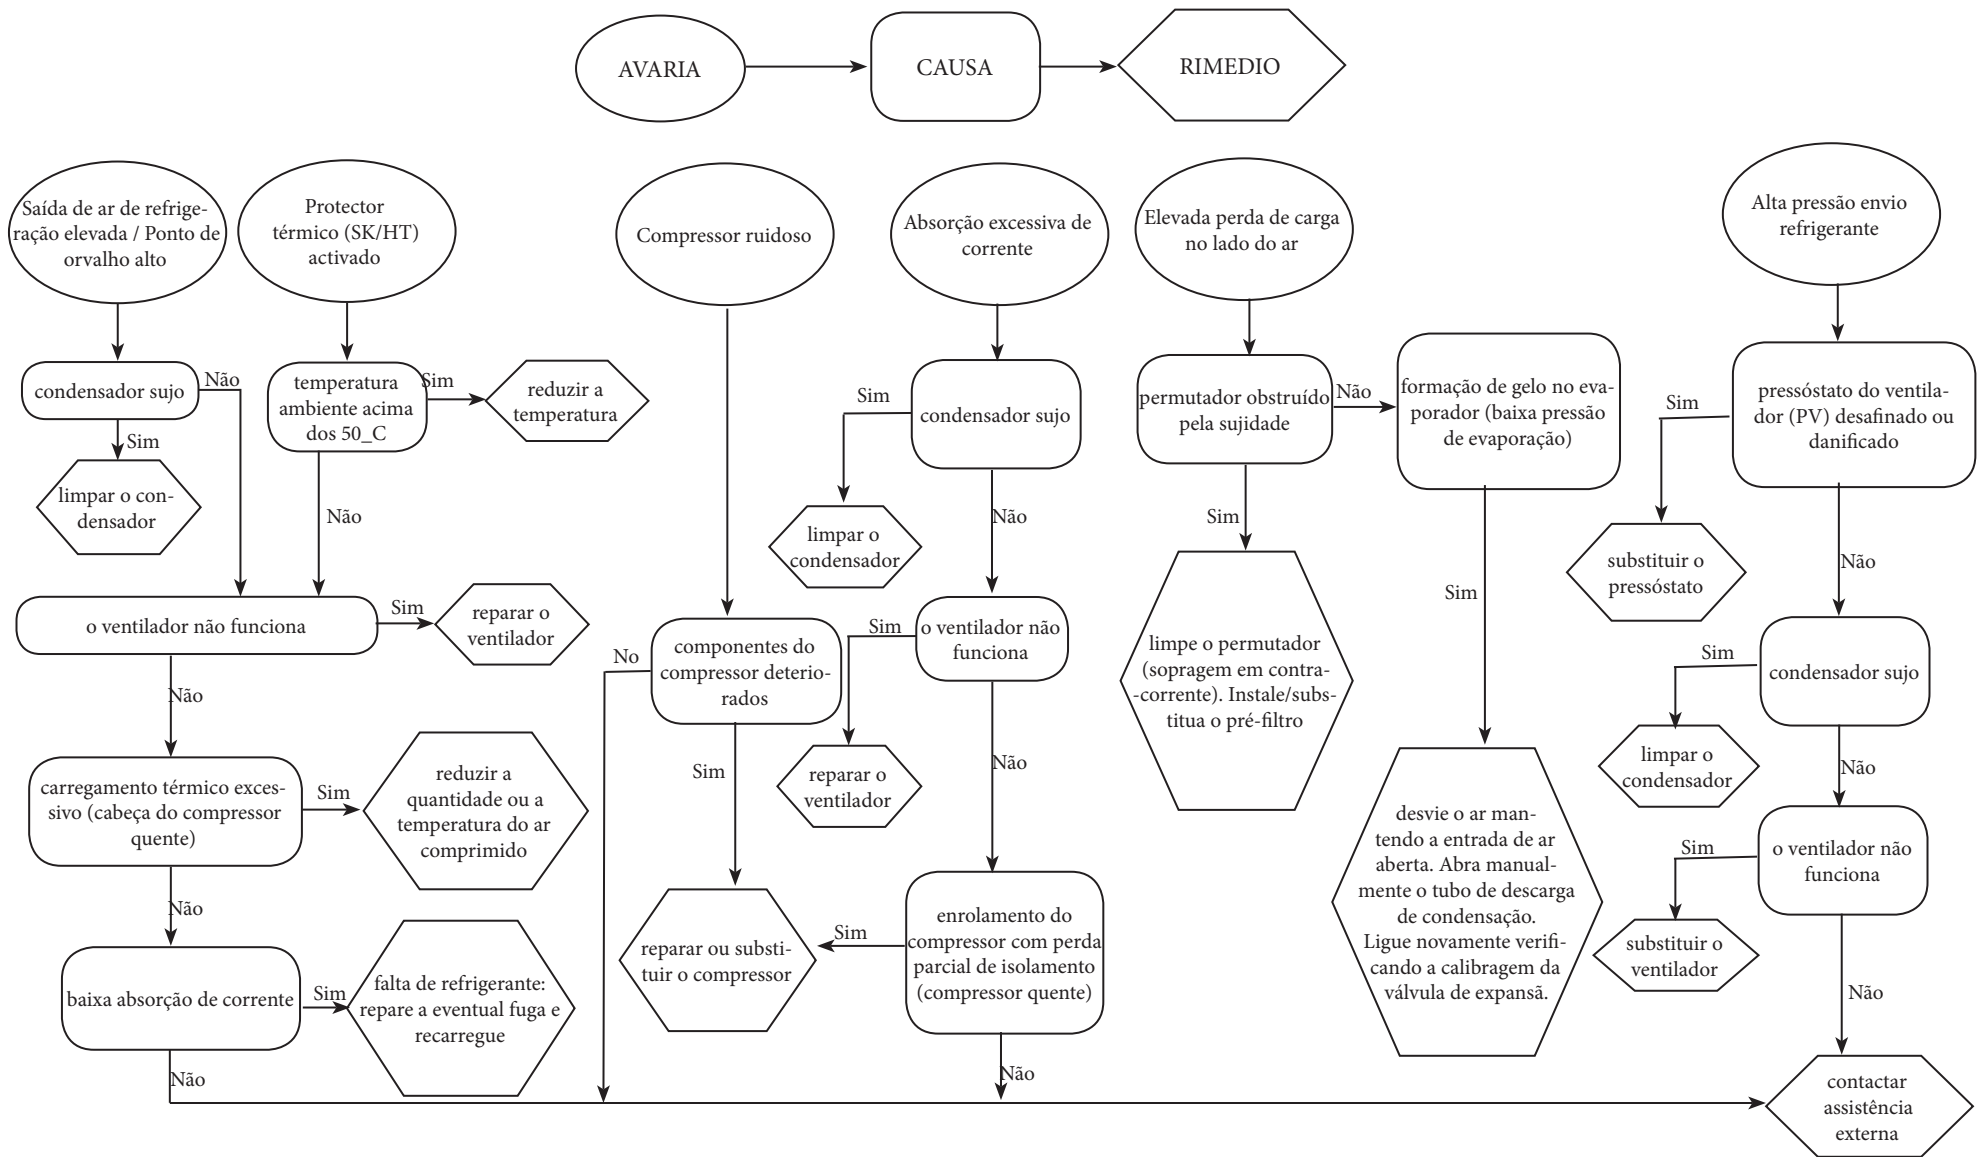 AVARIA
CAUSA
RIMEDIO
Saída de ar de refrige-
ração elevada / Ponto de
orvalho alto
Protector
térmico (SK/HT)
activado
Compressor ruidoso
Absorção excessiva de
corrente
Elevada perda de carga
no lado do ar
Alta pressão envio
refrigerante
condensador sujo
Não
Sim
limpar o con-
densador
temperatura
ambiente acima
dos 50_C
Sim
reduzir a
temperatura
Não
o ventilador não funciona
Sim
reparar o
ventilador
Não
carregamento térmico exces-
sivo (cabeça do compressor
quente)
Sim
reduzir a
quantidade ou a
temperatura do ar
comprimido
Não
baixa absorção de corrente
Sim
falta de refrigerante:
repare a eventual fuga e
recarregue
Não
componentes do
compressor deterio-
rados
No
Sim
reparar ou substi-
tuir o compressor
condensador sujo
Sim
limpar o
condensador
Não
o ventilador não
funciona
Sim
reparar o
ventilador
Não
enrolamento do
compressor com perda
parcial de isolamento
(compressor quente)
Sim
Não
permutador obstruído
pela sujidade
Não
Sim
limpe o permutador
(sopragem em contra-
-corrente). Instale/subs-
titua o pré-filtro
formação de gelo no eva-
porador (baixa pressão
de evaporação)
Sim
desvie o ar man-
tendo a entrada de ar
aberta. Abra manual-
mente o tubo de descarga
de condensação.
Ligue novamente verifi-
cando a calibragem da
válvula de expansã.
pressóstato do ventila-
dor (PV) desafinado ou
danificado
Sim
substituir o
pressóstato
Não
condensador sujo
Sim
limpar o
condensador
Não
o ventilador não
funciona
Sim
substituir o
ventilador
Não
contactar
assistência
externa